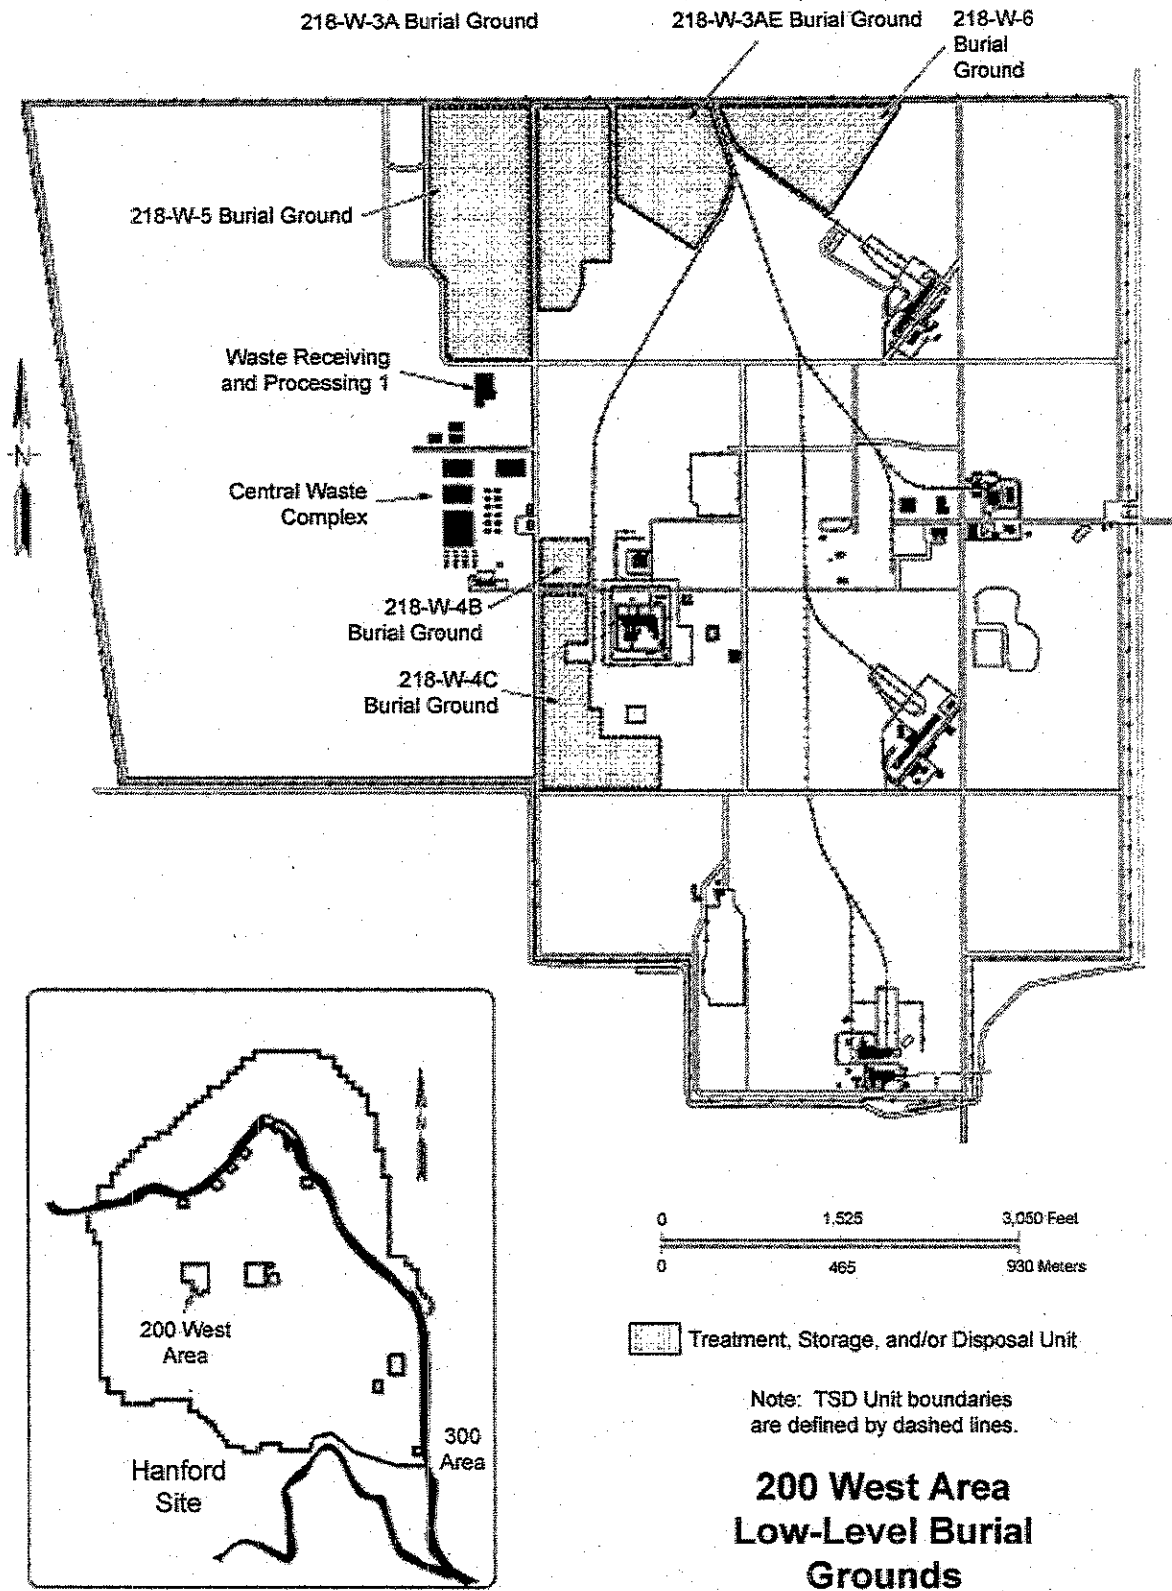 218-W-3A Burial Ground
218-W-3AE Burial Ground
218-W-6
Burial
Ground
218-W-5 Burial Ground
Waste Receiving
and Processing 1
N
Central Waste
Complex
218-W-4B
Burial Ground
218-W-4C
Burial Ground
0 1,525 3,050 Feet
0 465 930 Meters
Treatment, Storage, and/or Disposal Unit
Note: TSD Unit boundaries
are defined by dashed lines.
200 West Area
Low-Level Burial
Grounds
N
200 West
Area
300
Area
Hanford
Site